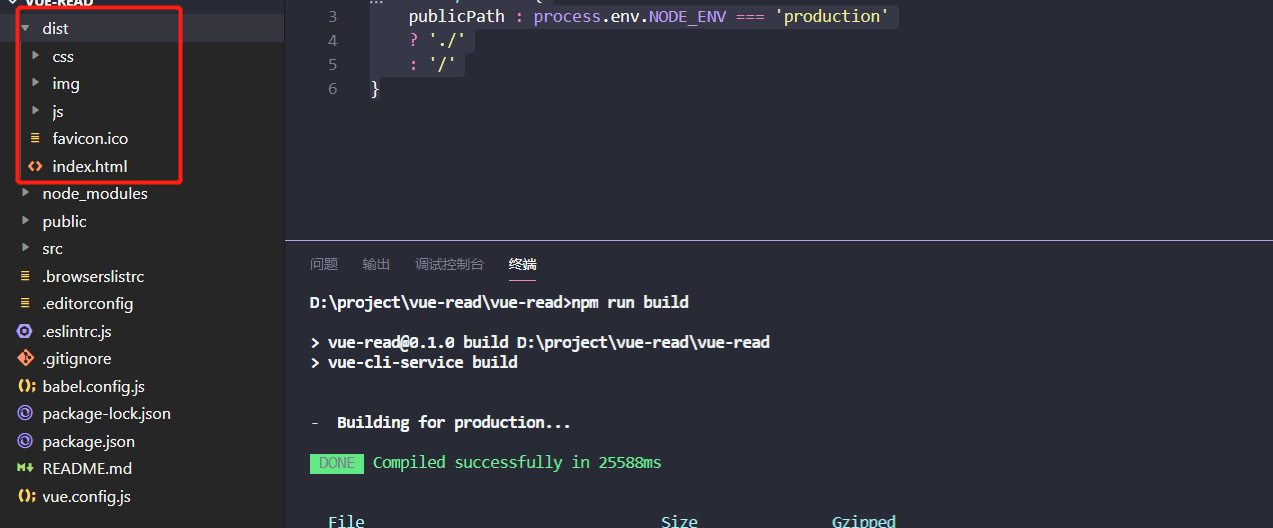 VUE-READ
dist
css
img
js
favicon.ico
index.html
node_modules
public
src
.browserslistrc
.editorconfig
.eslintrc.js
.gitignore
babel.config.js
package-lock.json
package.json
README.md
vue.config.js
3 publicPath : process.env.NODE_ENV === 'production'
4 ? './'
5 : '/'
6 }
问题 输出 调试控制台 终端
D:\project\vue-read\vue-read>npm run build
> vue-read@0.1.0 build D:\project\vue-read\vue-read
> vue-cli-service build
- Building for production...
DONE Compiled successfully in 25588ms
File Size Gzipped